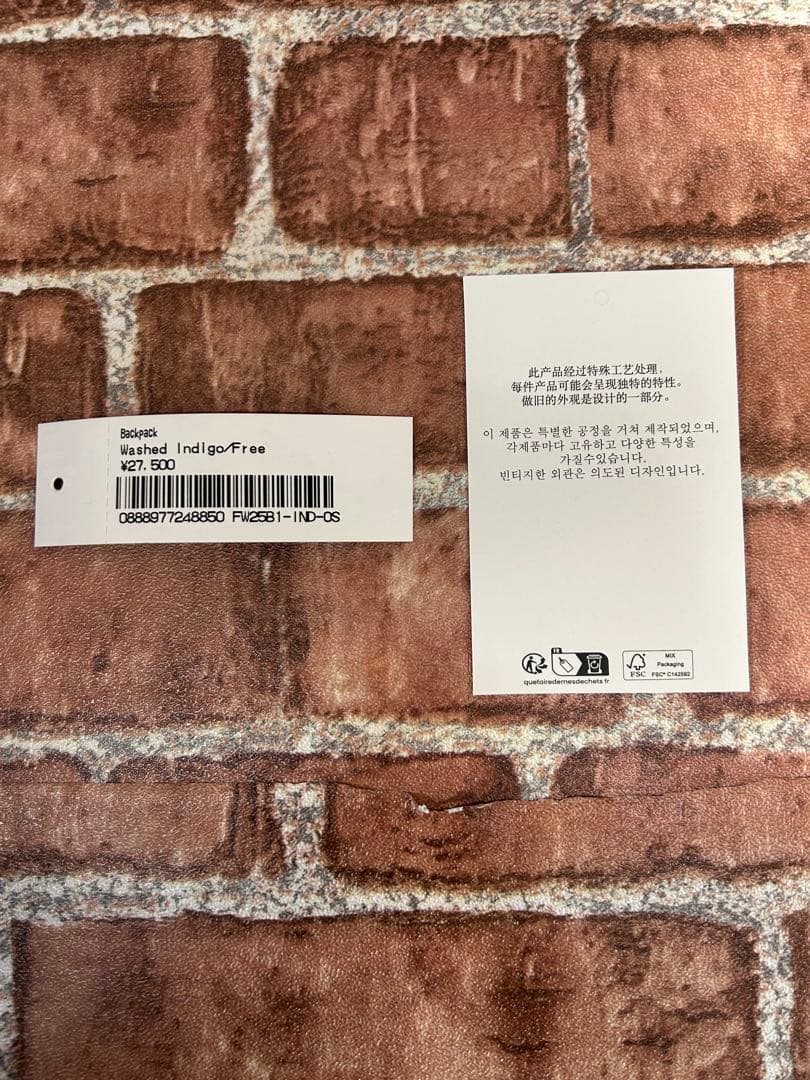 Backpack
Washed Indigo/Free
¥27,500
0888977248850 FW25B1-IND-OS
此产品经过特殊工艺处理,
每件产品可能会呈现独特的特性。
做旧的外观是设计的一部分。
이 제품은 특별한 공정을 거쳐 제작되었으며,
각제품마다 고유하고 다양한 특성을
가질수있습니다.
빈티지한 외관은 의도된 디자인입니다.
FR
quefairedemesdechets.fr
FSC
MIX
Packaging
FSC® C142592